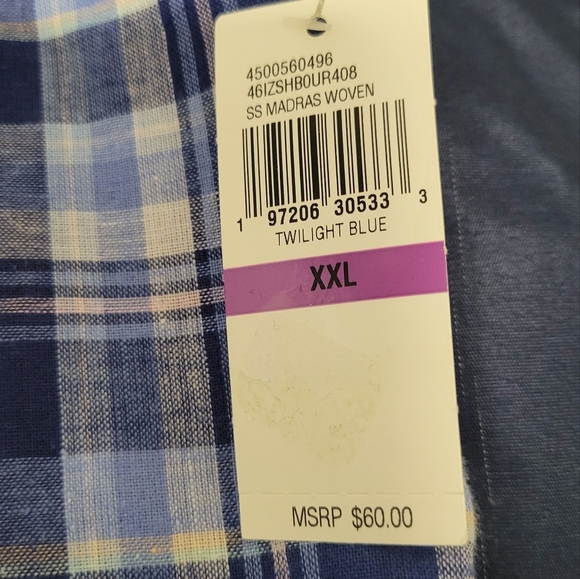 4500560496
46IZSHB0UR408
SS MADRAS WOVEN
1 97206 30533 3
TWILIGHT BLUE
XXL
MSRP $60.00